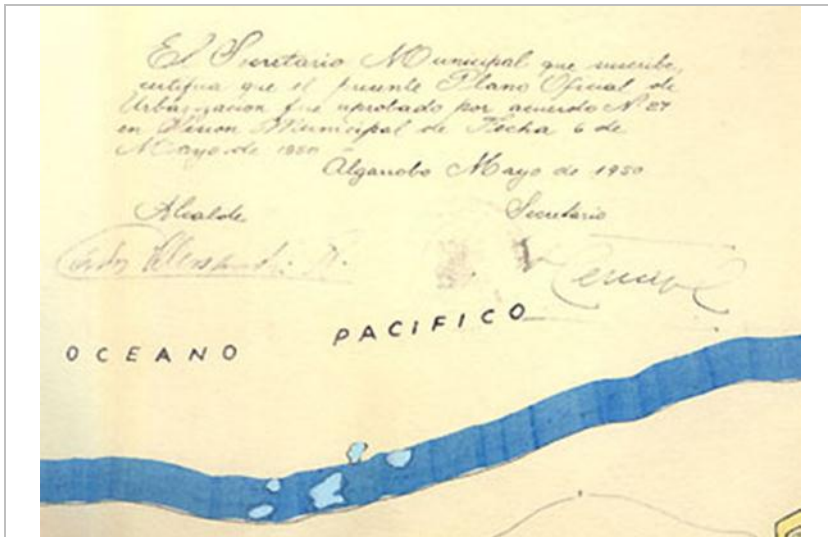 El Secretario Municipal que suscribe,
certifica que el presente Plano Oficial de
Urbanizacion fue aprobado por acuerdo Nº 27
en Sesion Municipal de Fecha 6 de
Mayo de 1950
Algarrobo Mayo de 1950
Alcalde
Secretario
OCEANO PACIFICO